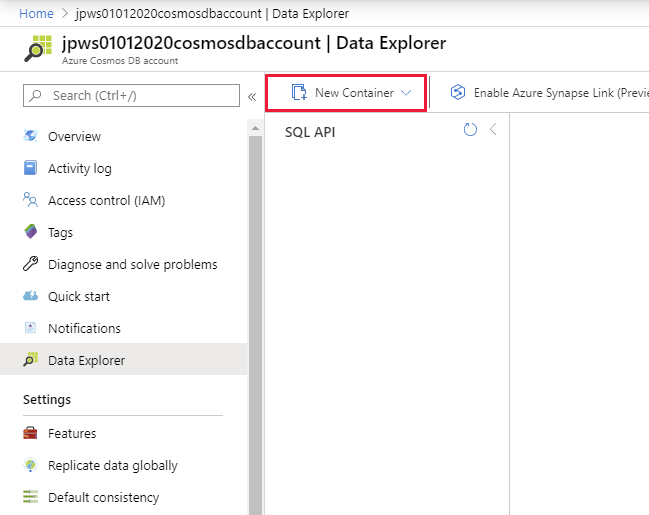 Home > jpws01012020cosmosdbaccount | Data Explorer
jpws01012020cosmosdbaccount | Data Explorer
Azure Cosmos DB account
Search (Ctrl+/)
«
New Container
Enable Azure Synapse Link (Previe
Overview
Activity log
Access control (IAM)
Tags
Diagnose and solve problems
Quick start
Notifications
Data Explorer
Settings
Features
Replicate data globally
Default consistency
SQL API